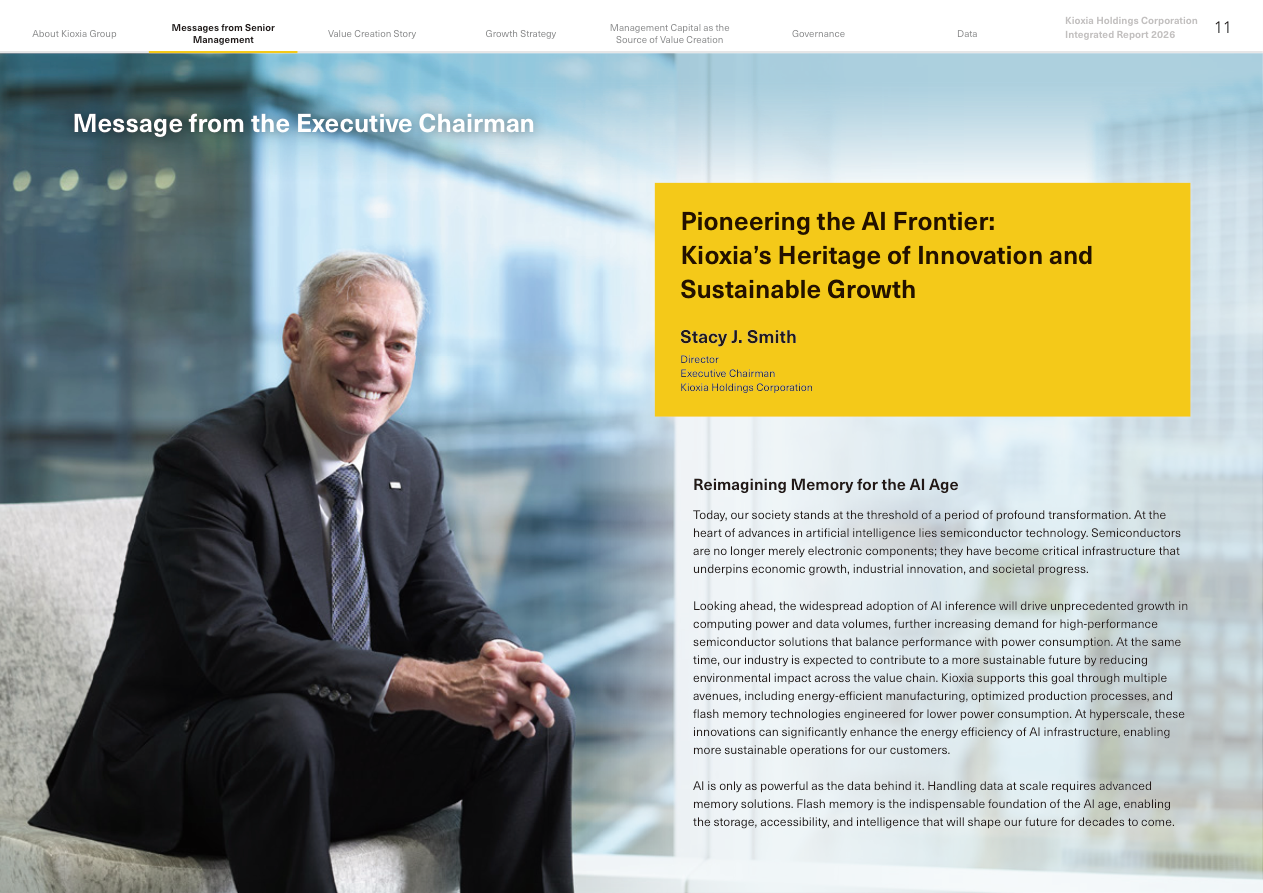 About Kioxia Group
Messages from Senior
Management
Value Creation Story
Growth Strategy
Management Capital as the
Source of Value Creation
Governance
Data
Kioxia Holdings Corporation
Integrated Report 2026
11
Message from the Executive Chairman
Pioneering the AI Frontier:
Kioxia’s Heritage of Innovation and
Sustainable Growth
Stacy J. Smith
Director
Executive Chairman
Kioxia Holdings Corporation
Reimagining Memory for the AI Age
Today, our society stands at the threshold of a period of profound transformation. At the
heart of advances in artificial intelligence lies semiconductor technology. Semiconductors
are no longer merely electronic components; they have become critical infrastructure that
underpins economic growth, industrial innovation, and societal progress.
Looking ahead, the widespread adoption of AI inference will drive unprecedented growth in
computing power and data volumes, further increasing demand for high-performance
semiconductor solutions that balance performance with power consumption. At the same
time, our industry is expected to contribute to a more sustainable future by reducing
environmental impact across the value chain. Kioxia supports this goal through multiple
avenues, including energy-efficient manufacturing, optimized production processes, and
flash memory technologies engineered for lower power consumption. At hyperscale, these
innovations can significantly enhance the energy efficiency of AI infrastructure, enabling
more sustainable operations for our customers.
AI is only as powerful as the data behind it. Handling data at scale requires advanced
memory solutions. Flash memory is the indispensable foundation of the AI age, enabling
the storage, accessibility, and intelligence that will shape our future for decades to come.